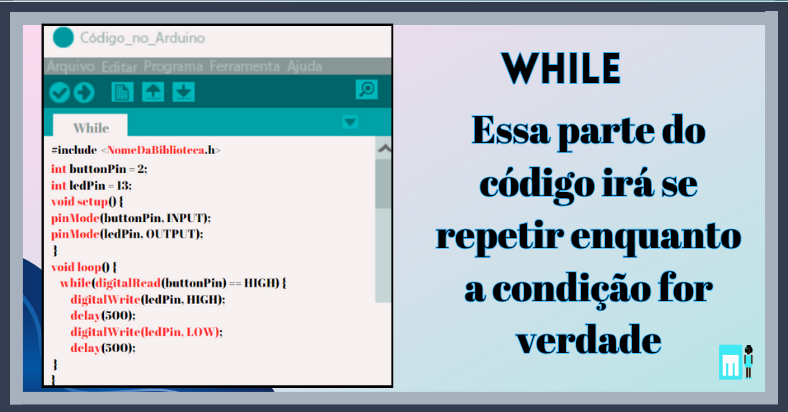 Código_no_Arduino
Arquivo Editar Programa Ferramenta Ajuda
While
#include <NomeDaBiblioteca.h>
int buttonPin = 2;
int ledPin = 13;
void setup() {
pinMode(buttonPin, INPUT);
pinMode(ledPin, OUTPUT);
}
void loop() {
while(digitalRead(buttonPin) == HIGH) {
digitalWrite(ledPin, HIGH);
delay(500);
digitalWrite(ledPin, LOW);
delay(500);
}
}
WHILE
Essa parte do
código irá se
repetir enquanto
a condição for
verdade
m